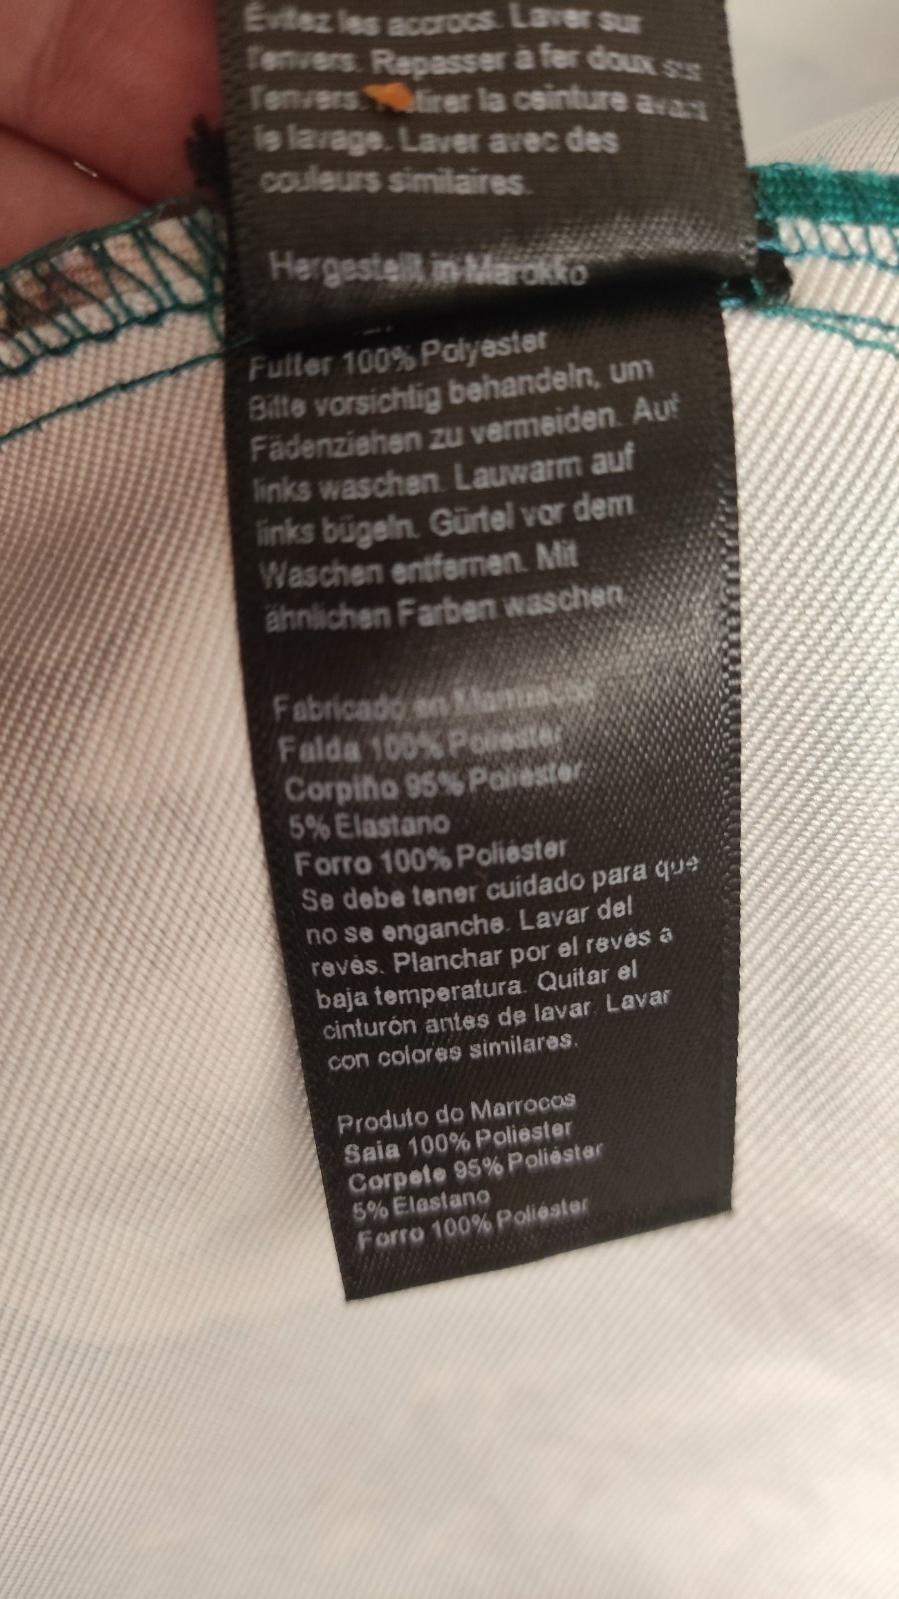 Évitez les accrocs. Laver sur
l'envers. Repasser à fer doux sur
l'envers. Retirer la ceinture avant
le lavage. Laver avec des
couleurs similaires.
Hergestellt in Marokko
Futter 100% Polyester
Bitte vorsichtig behandeln, um
Fädenziehen zu vermeiden. Auf
links waschen. Lauwarm auf
links bügeln. Gürtel vor dem
Waschen entfernen. Mit
ähnlichen Farben waschen
Fabricado en Marruecos
Falda 100% Poliéster
Corpiño 95% Poliéster
5% Elastano
Forro 100% Poliéster
Se debe tener cuidado para que
no se enganche. Lavar del
revés. Planchar por el revés a
baja temperatura. Quitar el
cinturón antes de lavar. Lavar
con colores similares.
Produto do Marrocos
Saia 100% Poliéster
Corpete 95% Poliéster
5% Elastano
Forro 100% Poliéster